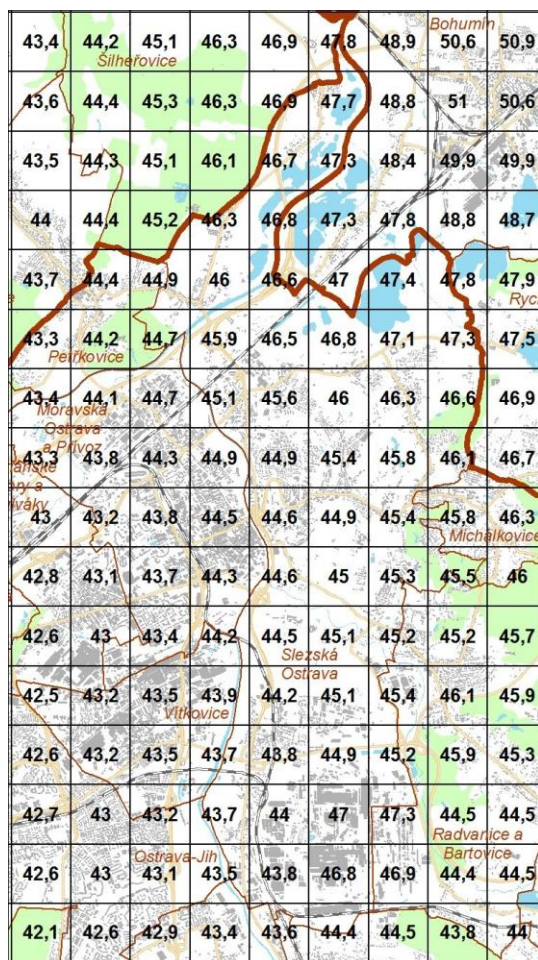 Bohumín
43,4 44,2 45,1 46,3 46,9 47,8 48,9 50,6 50,9
Šilheřovice
43,6 44,4 45,3 46,3 46,9 47,7 48,8 51 50,6
43,5 44,3 45,1 46,1 46,7 47,3 48,4 49,9 49,9
44 44,4 45,2 46,3 46,8 47,3 47,8 48,8 48,7
43,7 44,4 44,9 46 46,6 47 47,4 47,8 47,9
Rych
43,3 44,2 44,7 45,9 46,5 46,8 47,1 47,3 47,5
Petřkovice
43,4 44,1 44,7 45,1 45,6 46 46,3 46,6 46,9
Moravská
Ostrava
a Přívoz
43,3 43,8 44,3 44,9 44,9 45,4 45,8 46,1 46,7
ry a
43 43,2 43,8 44,5 44,6 44,9 45,4 45,8 46,3
Michálkovice
42,8 43,1 43,7 44,3 44,6 45 45,3 45,5 46
42,6 43 43,4 44,2 44,5 45,1 45,2 45,2 45,7
Slezská
Ostrava
42,5 43,2 43,5 43,9 44,2 45,1 45,4 46,1 45,9
Vítkovice
42,6 43,2 43,5 43,7 43,8 44,9 45,2 45,9 45,3
42,7 43 43,2 43,7 44 47 47,3 44,5 44,5
Radvanice a
Bartovice
Ostrava-Jih
42,6 43 43,1 43,5 43,8 46,8 46,9 44,4 44,5
42,1 42,6 42,9 43,4 43,6 44,4 44,5 43,8 44